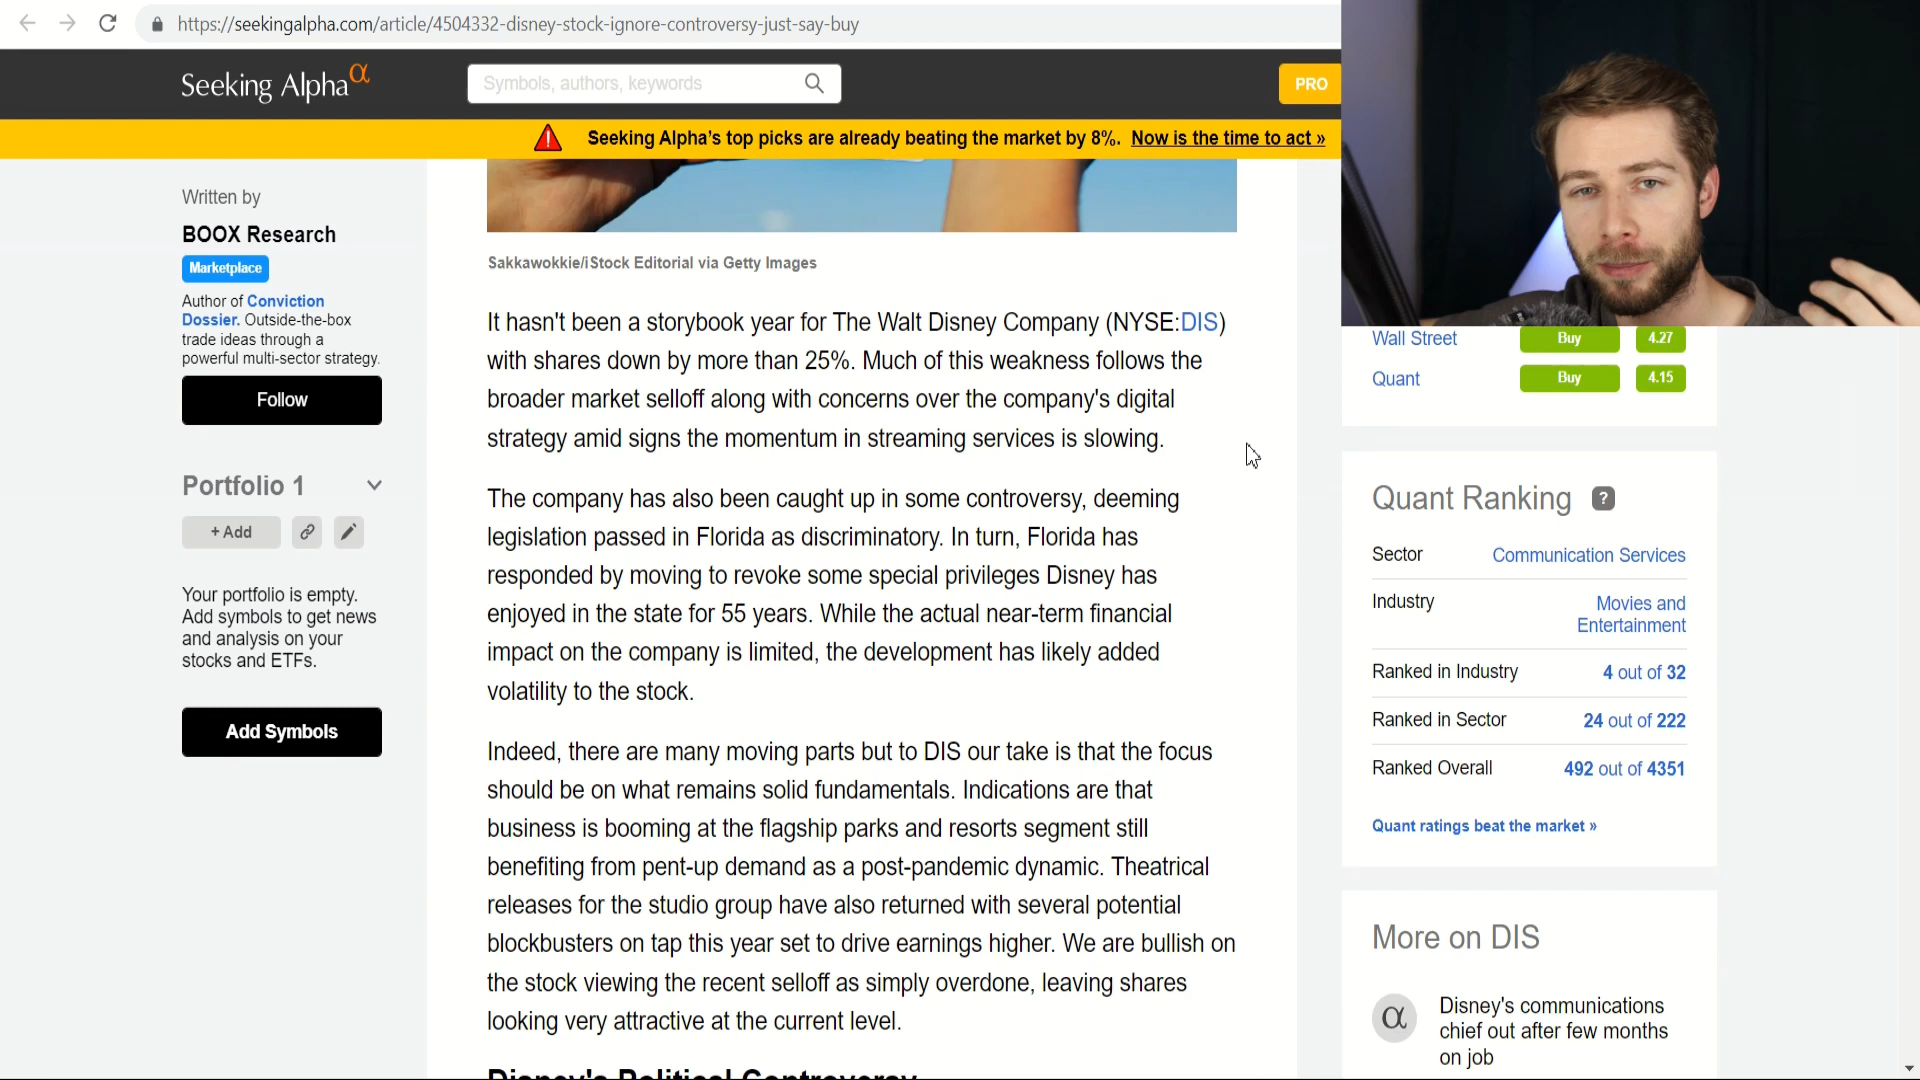 https://seekingalpha.com/article/4504332-disney-stock-ignore-controversy-just-say-buy
Seeking Alpha α
Symbols, authors, keywords
PRO
Seeking Alpha's top picks are already beating the market by 8%. Now is the time to act »
Written by
BOOX Research
Marketplace
Author of Conviction
Dossier. Outside-the-box
trade ideas through a
powerful multi-sector strategy.
Follow
Portfolio 1
+ Add
Your portfolio is empty.
Add symbols to get news
and analysis on your
stocks and ETFs.
Add Symbols
Sakkawokkie/iStock Editorial via Getty Images
It hasn't been a storybook year for The Walt Disney Company (NYSE:DIS)
with shares down by more than 25%. Much of this weakness follows the
broader market selloff along with concerns over the company's digital
strategy amid signs the momentum in streaming services is slowing.
The company has also been caught up in some controversy, deeming
legislation passed in Florida as discriminatory. In turn, Florida has
responded by moving to revoke some special privileges Disney has
enjoyed in the state for 55 years. While the actual near-term financial
impact on the company is limited, the development has likely added
volatility to the stock.
Indeed, there are many moving parts but to DIS our take is that the focus
should be on what remains solid fundamentals. Indications are that
business is booming at the flagship parks and resorts segment still
benefiting from pent-up demand as a post-pandemic dynamic. Theatrical
releases for the studio group have also returned with several potential
blockbusters on tap this year set to drive earnings higher. We are bullish on
the stock viewing the recent selloff as simply overdone, leaving shares
looking very attractive at the current level.
Disney's Political Controversy
Wall Street Buy 4.27
Quant Buy 4.15
Quant Ranking ?
Sector Communication Services
Industry Movies and
Entertainment
Ranked in Industry 4 out of 32
Ranked in Sector 24 out of 222
Ranked Overall 492 out of 4351
Quant ratings beat the market »
More on DIS
α
Disney's communications
chief out after few months
on job